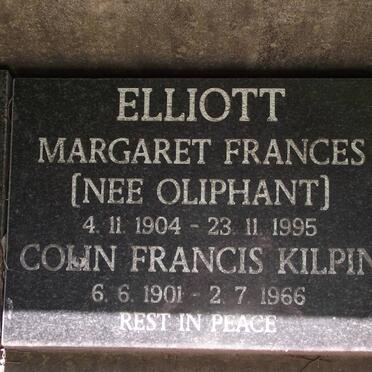 ELLIOTT
MARGARET FRANCES
(NEE OLIPHANT)
4. 11. 1904 - 23. 11. 1995
COLIN FRANCIS KILPIN
6. 6. 1901 - 2. 7. 1966
REST IN PEACE